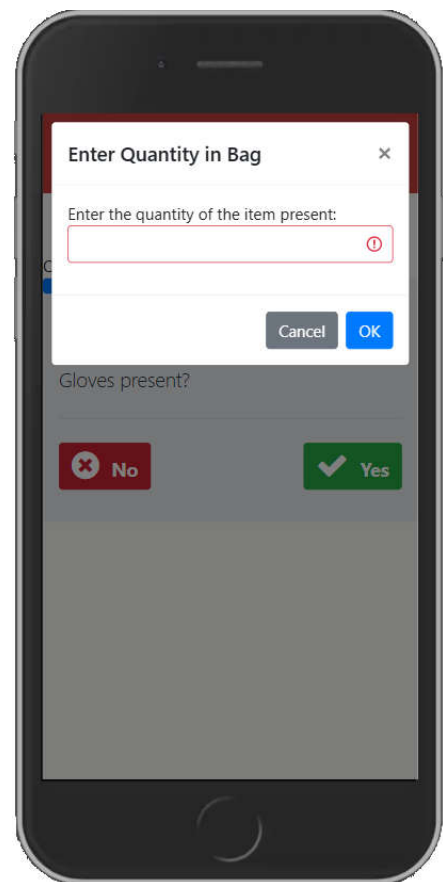 Enter Quantity in Bag ×
Enter the quantity of the item present:
Cancel OK
Gloves present?
No Yes